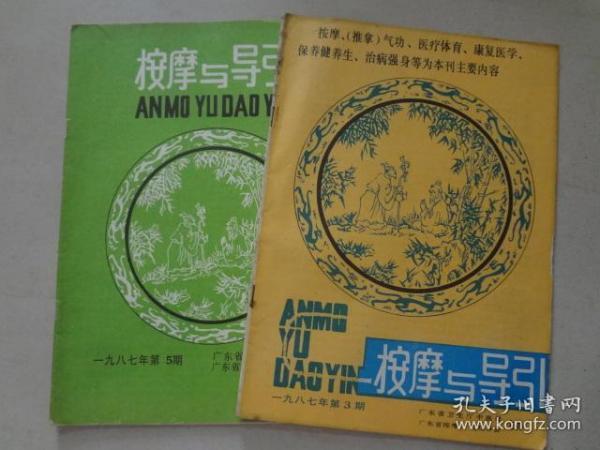 按摩与导引
ANMO YU DAO Y
一九八七年第5期
广东省
广东省
一按摩、(推拿)气功、医疗体育、康复医学、
保养健养生、治病强身等为本刊主要内容
ANMO
YU
DAOYIN
按摩与导引
一九八七年第3期
广东省卫生厅
广东省
孔夫子旧书网